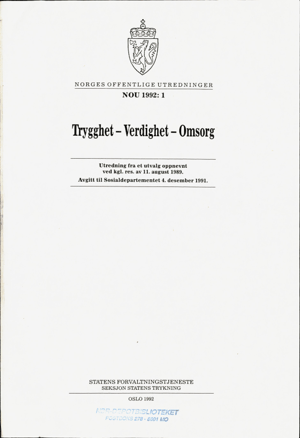 NORGES OFFENTLIGE UTREDNINGER
NOU 1992: 1
Trygghet – Verdighet – Omsorg
Utredning fra et utvalg oppnevnt
ved kgl. res. av 11. august 1989.
Avgitt til Sosialdepartementet 4. desember 1991.
STATENS FORVALTNINGSTJENESTE
SEKSJON STATENS TRYKNING
OSLO 1992